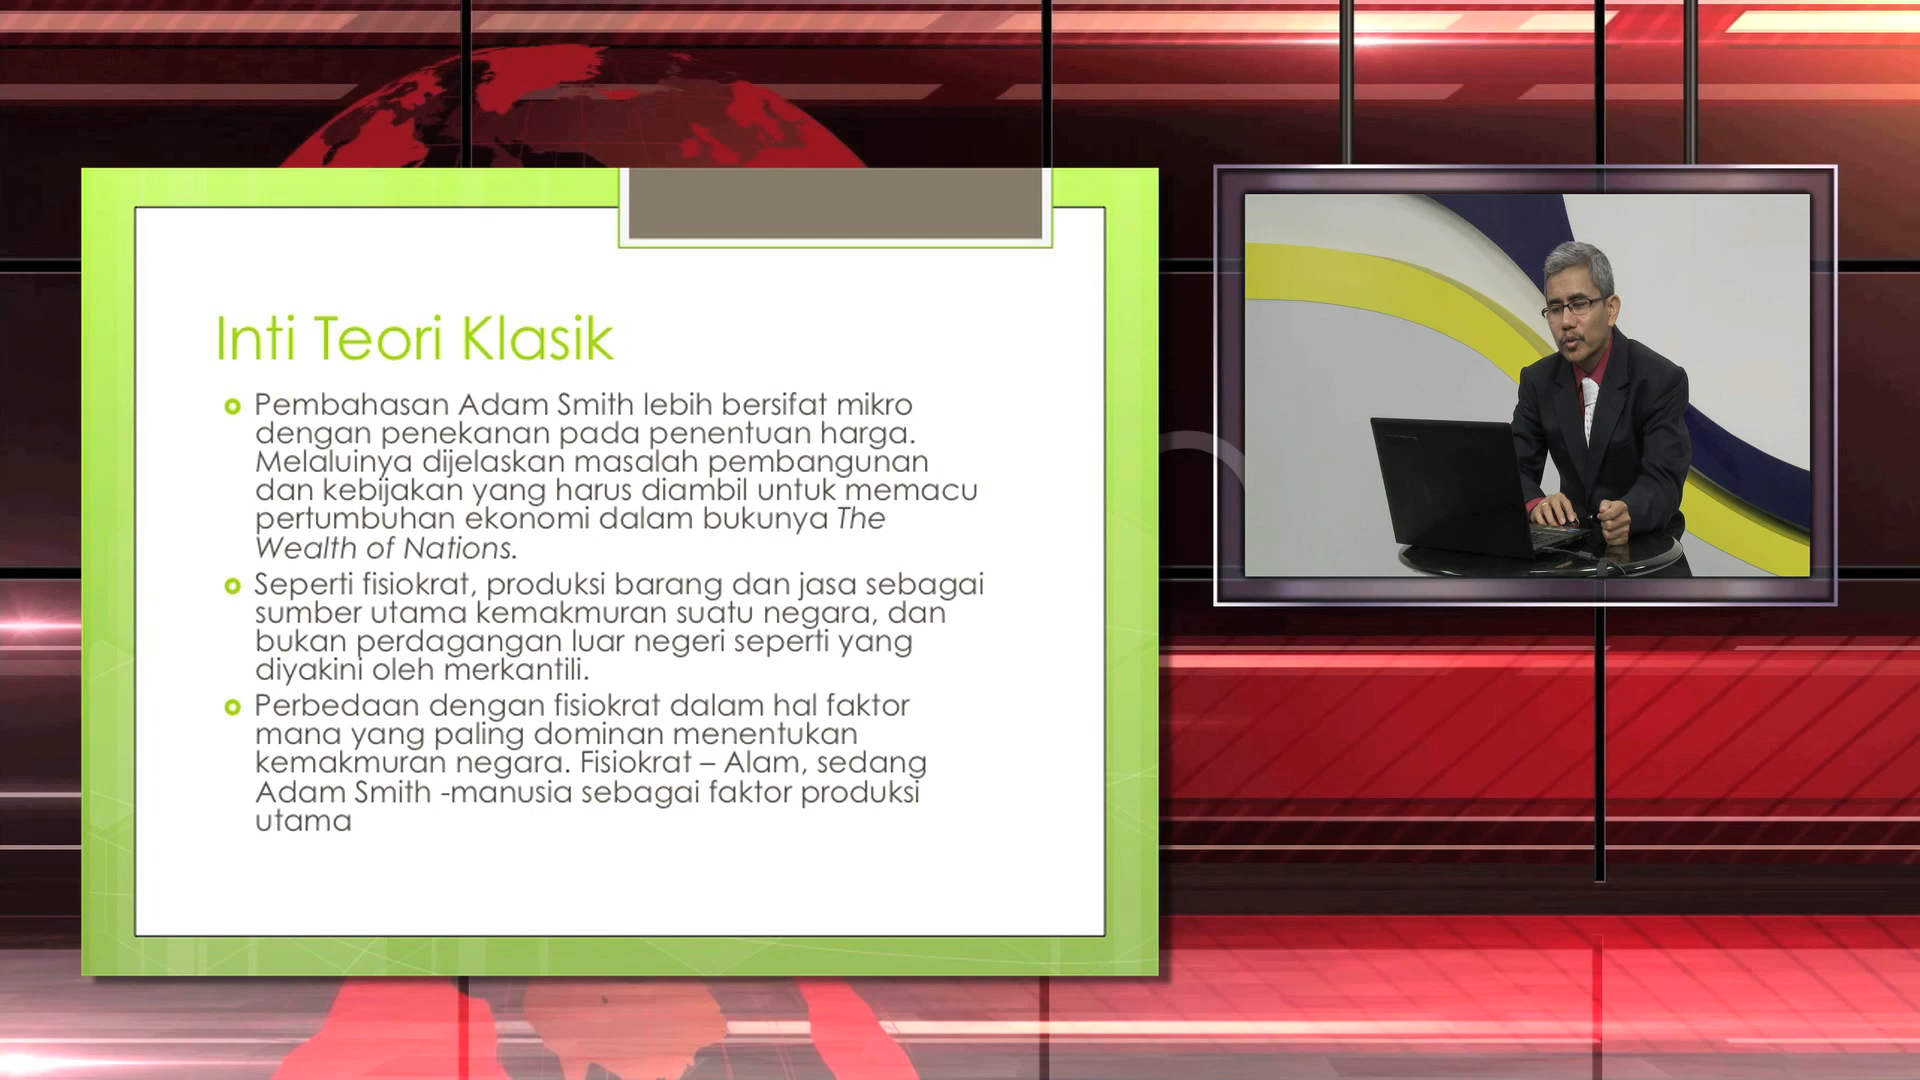 Inti Teori Klasik
Pembahasan Adam Smith lebih bersifat mikro
dengan penekanan pada penentuan harga.
Melaluinya dijelaskan masalah pembangunan
dan kebijakan yang harus diambil untuk memacu
pertumbuhan ekonomi dalam bukunya The
Wealth of Nations.
Seperti fisiokrat, produksi barang dan jasa sebagai
sumber utama kemakmuran suatu negara, dan
bukan perdagangan luar negeri seperti yang
diyakini oleh merkantili.
Perbedaan dengan fisiokrat dalam hal faktor
mana yang paling dominan menentukan
kemakmuran negara. Fisiokrat – Alam, sedang
Adam Smith -manusia sebagai faktor produksi
utama